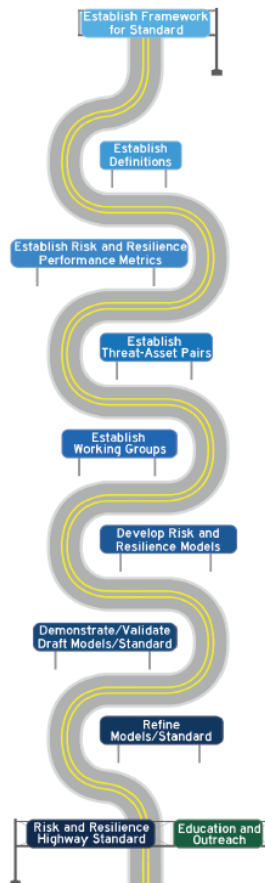 Establish Framework
for Standard
Establish
Definitions
Establish Risk and Resilience
Performance Metrics
Establish
Threat-Asset Pairs
Establish
Working Groups
Develop Risk and
Resilience Models
Demonstrate/Validate
Draft Models/Standard
Refine
Models/Standard
Risk and Resilience
Highway Standard
Education and
Outreach